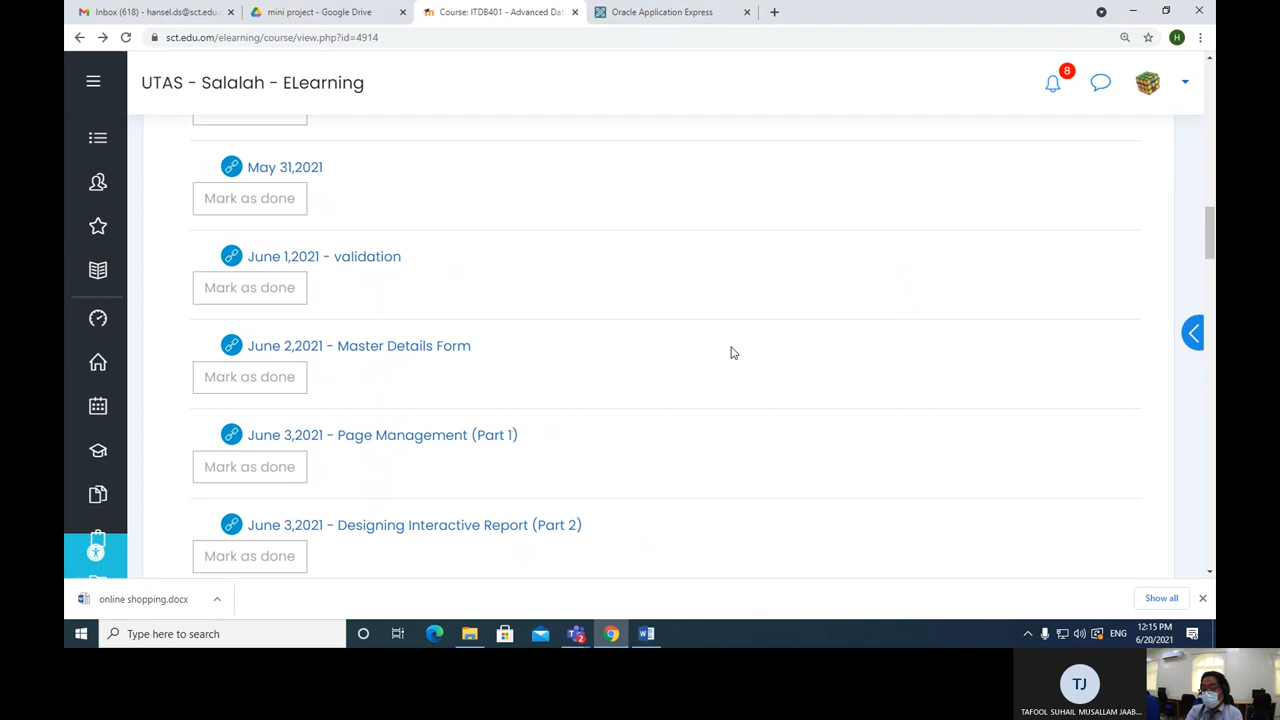 Inbox (618) - hansel.ds@sct.edu.
mini project - Google Drive
Course: ITDB401 - Advanced Dat
Oracle Application Express
sct.edu.om/elearning/course/view.php?id=4914
H
UTAS - Salalah - ELearning
8
May 31,2021
Mark as done
June 1,2021 - validation
Mark as done
June 2,2021 - Master Details Form
Mark as done
June 3,2021 - Page Management (Part 1)
Mark as done
June 3,2021 - Designing Interactive Report (Part 2)
Mark as done
online shopping.docx
Show all
Type here to search
2
ENG
12:15 PM
6/20/2021
TJ
TAFOOL SUHAIL MUSALLAM JAAB...